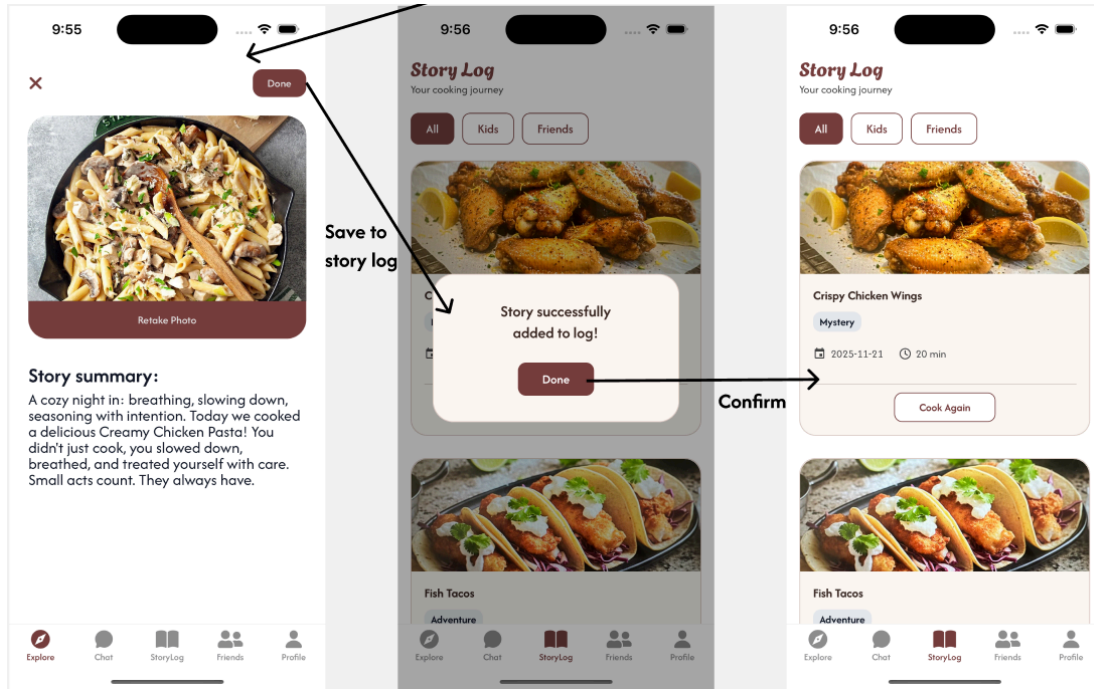 9:55
Done
Retake Photo
Story summary:
A cozy night in: breathing, slowing down,
seasoning with intention. Today we cooked
a delicious Creamy Chicken Pasta! You
didn't just cook, you slowed down,
breathed, and treated yourself with care.
Small acts count. They always have.
Explore
Chat
StoryLog
Friends
Profile
Save to
story log
9:56
Story Log
Your cooking journey
All
Kids
Friends
Story successfully
added to log!
Done
Fish Tacos
Adventure
Explore
Chat
StoryLog
Friends
Profile
Confirm
9:56
Story Log
Your cooking journey
All
Kids
Friends
Crispy Chicken Wings
Mystery
2025-11-21
20 min
Cook Again
Fish Tacos
Adventure
Explore
Chat
StoryLog
Friends
Profile